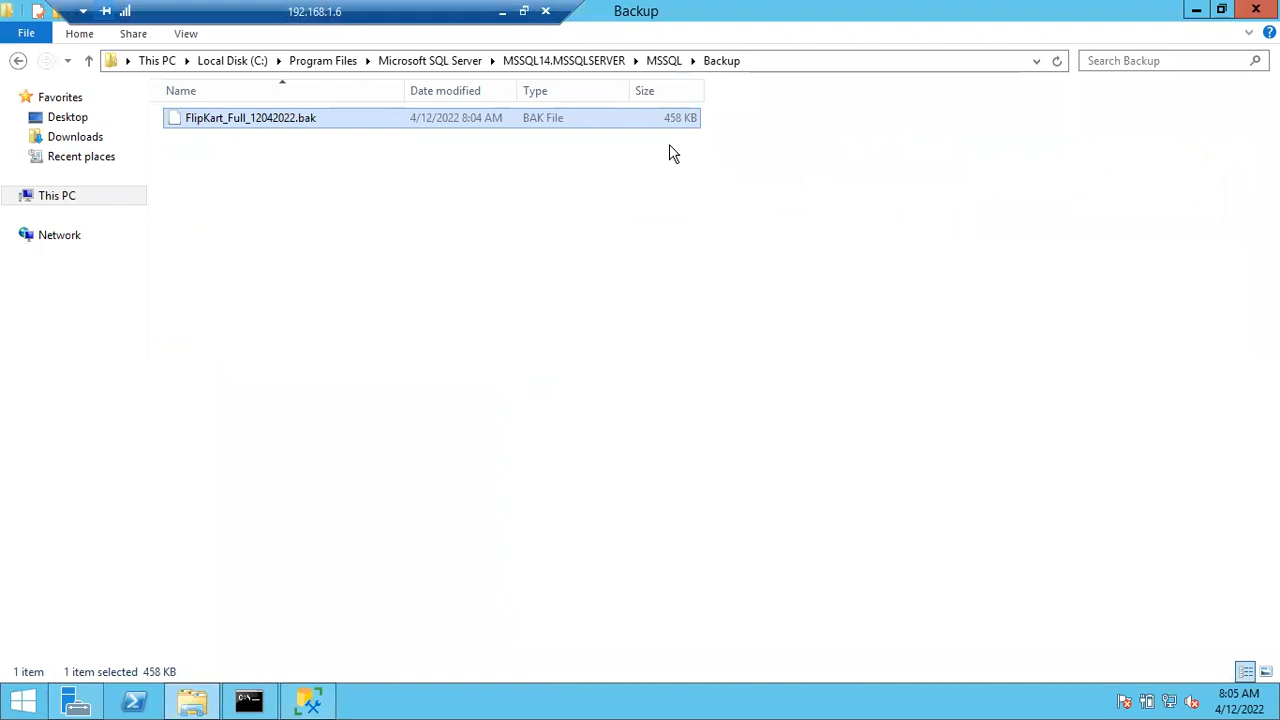 192.168.1.6
Backup
File Home Share View
This PC Local Disk (C:) Program Files Microsoft SQL Server MSSQL14.MSSQLSERVER MSSQL Backup
Search Backup
Name Date modified Type Size
FlipKart_Full_12042022.bak 4/12/2022 8:04 AM BAK File 458 KB
Favorites
Desktop
Downloads
Recent places
This PC
Network
1 item 1 item selected 458 KB
8:05 AM
4/12/2022